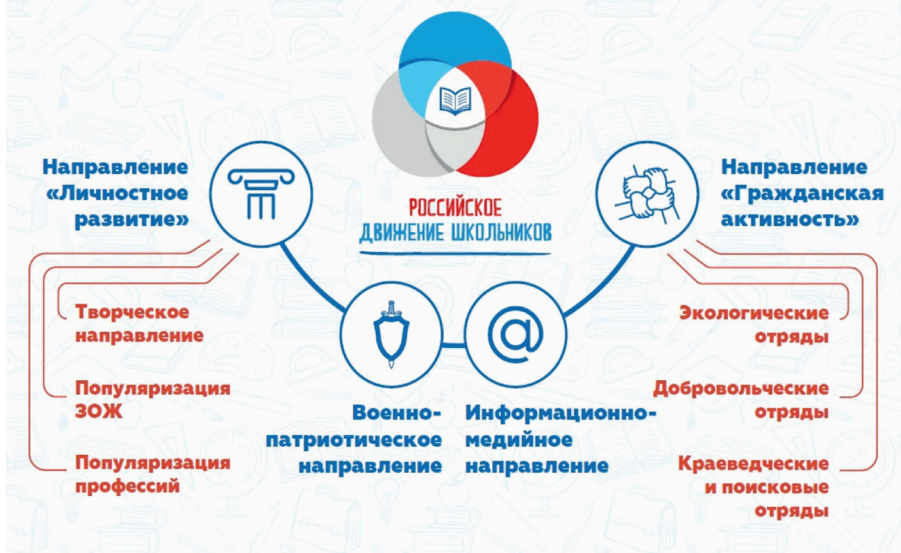 РОССИЙСКОЕ
ДВИЖЕНИЕ ШКОЛЬНИКОВ
Направление
«Личностное
развитие»
Творческое
направление
Популяризация
ЗОЖ
Популяризация
профессий
Военно-
патриотическое
направление
@
Информационно-
медийное
направление
Направление
«Гражданская
активность»
Экологические
отряды
Добровольческие
отряды
Краеведческие
и поисковые
отряды